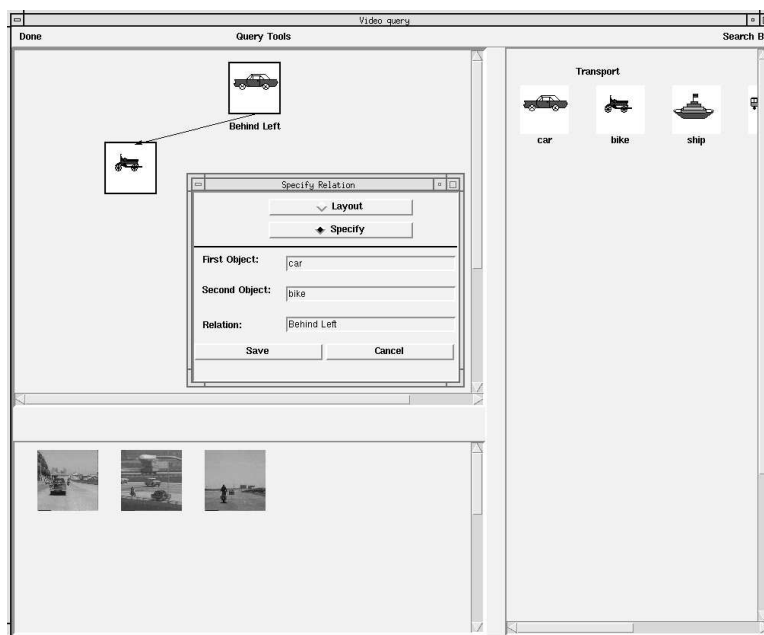 Video query
Done Query Tools Search B
Transport
car bike ship
Behind Left
Specify Relation
Layout
Specify
First Object: car
Second Object: bike
Relation: Behind Left
Save Cancel